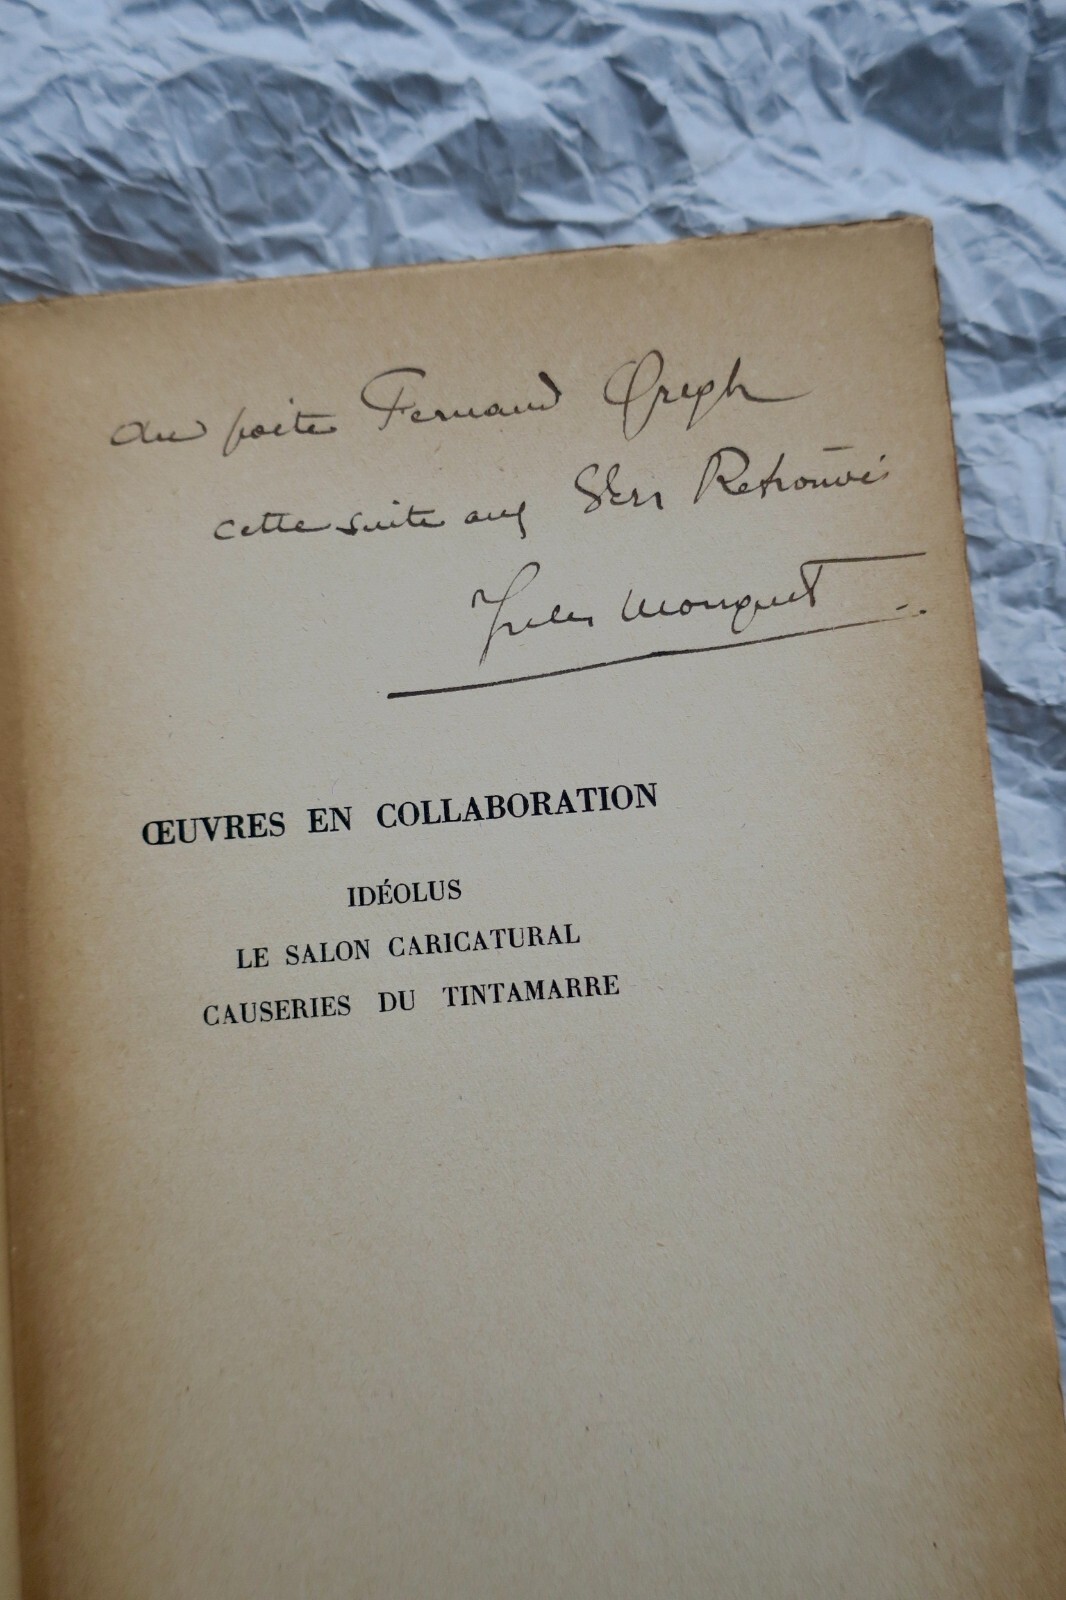 au poète Fernand Gregh
cette suite aux Vers Retrouvés
Jules Mouquet
ŒUVRES EN COLLABORATION
IDÉOLUS
LE SALON CARICATURAL
CAUSERIES DU TINTAMARRE